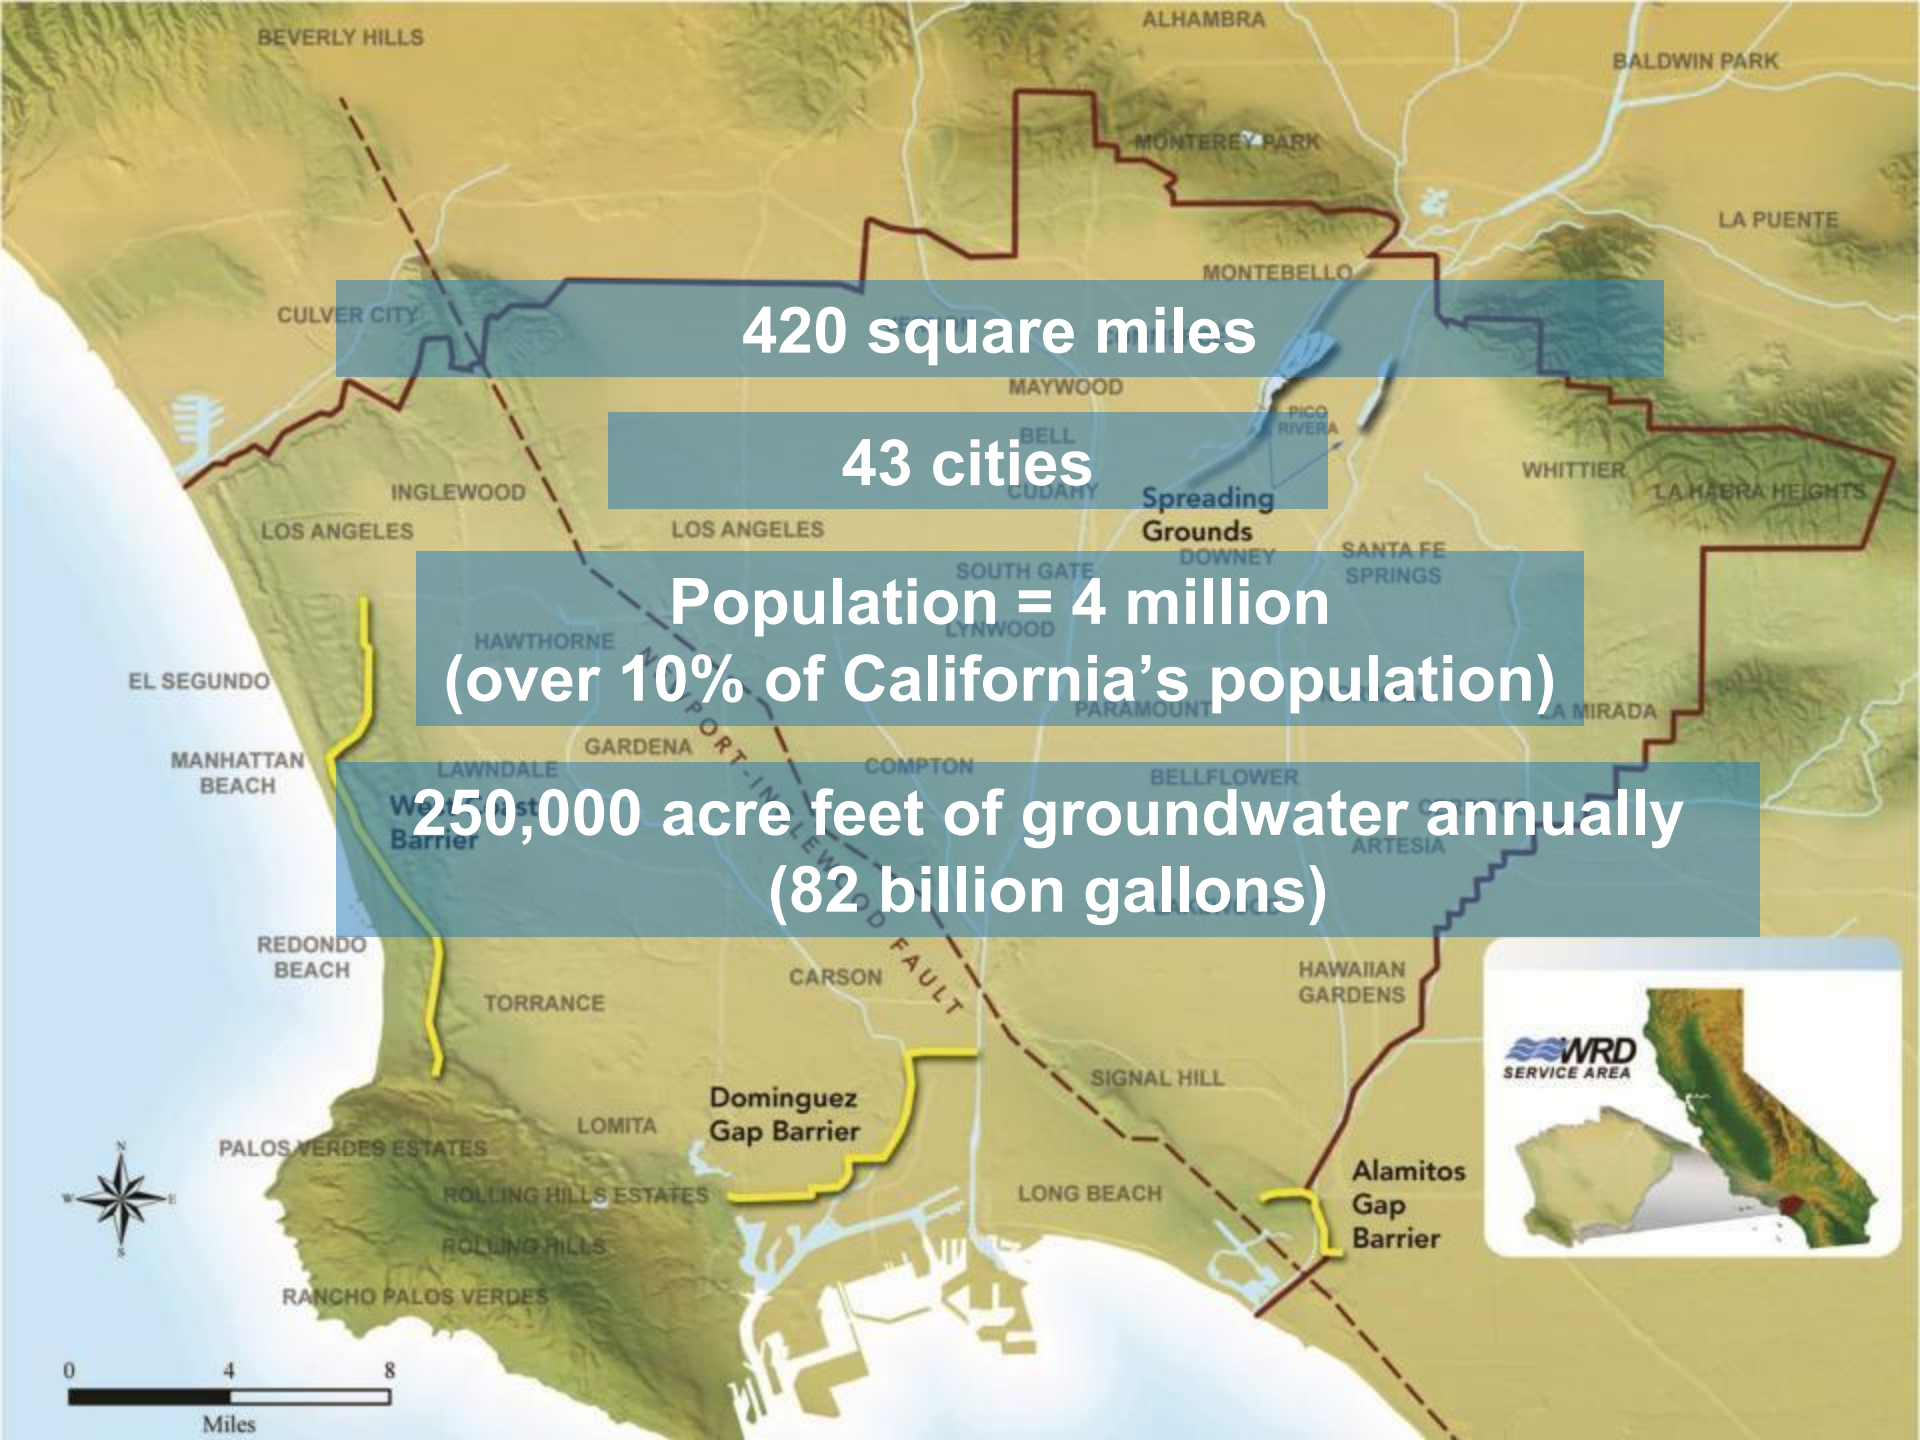 BEVERLY HILLS
ALHAMBRA
BALDWIN PARK
MONTEREY PARK
LA PUENTE
MONTEBELLO
CULVER CITY
420 square miles
MAYWOOD
PICO
RIVERA
BELL
43 cities
CUDAHY
WHITTIER
LA HABRA HEIGHTS
INGLEWOOD
Spreading
Grounds
LOS ANGELES
LOS ANGELES
DOWNEY
SANTA FE
SPRINGS
SOUTH GATE
Population = 4 million
LYNWOOD
HAWTHORNE
(over 10% of California's population)
EL SEGUNDO
PARAMOUNT
LA MIRADA
NEWPORT-INGLEWOOD FAULT
GARDENA
MANHATTAN
BEACH
LAWNDALE
COMPTON
BELLFLOWER
West Coast
Barrier
250,000 acre feet of groundwater annually
ARTESIA
(82 billion gallons)
REDONDO
BEACH
CARSON
HAWAIIAN
GARDENS
TORRANCE
WRD
SERVICE AREA
SIGNAL HILL
Dominguez
Gap Barrier
LOMITA
PALOS VERDES ESTATES
N
W
E
S
ROLLING HILLS ESTATES
LONG BEACH
Alamitos
Gap
Barrier
ROLLING HILLS
RANCHO PALOS VERDES
0 4 8
Miles